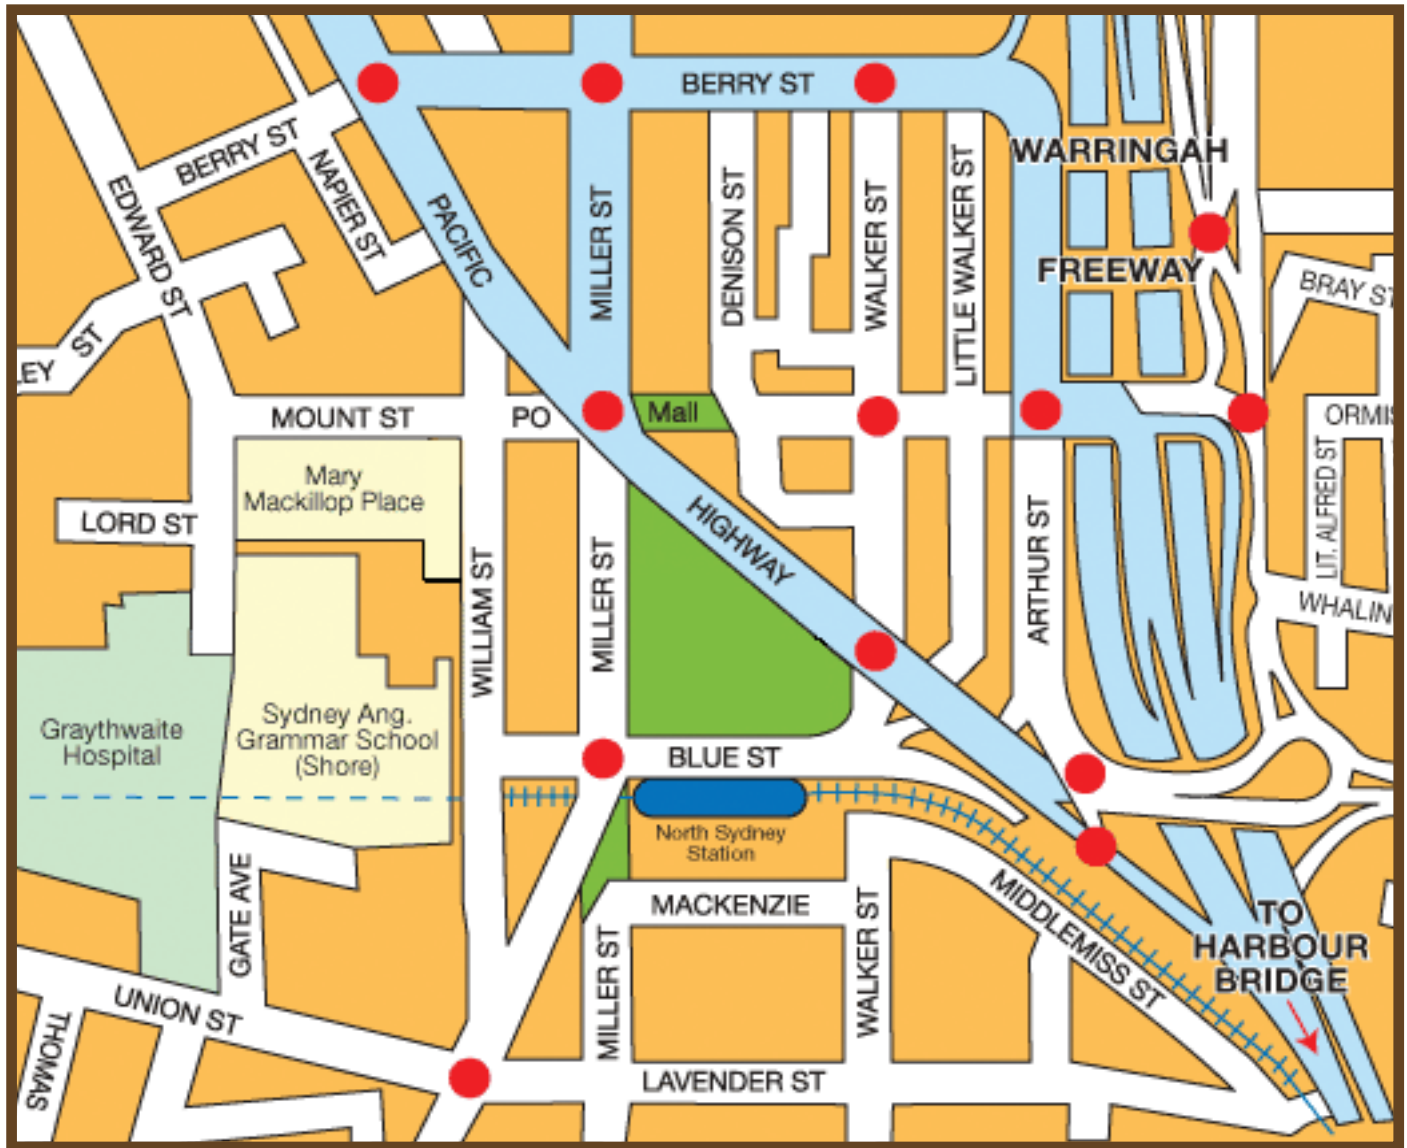 BERRY ST
WARRINGAH
BERRY ST
NAPIER ST
EDWARD ST
PACIFIC
MILLER ST
DENISON ST
WALKER ST
LITTLE WALKER ST
FREEWAY
BRAY ST
LEY ST
MOUNT ST
PO
Mall
ORMIS
Mary
Mackillop Place
LORD ST
HIGHWAY
LIT. ALFRED ST
WILLIAM ST
MILLER ST
ARTHUR ST
WHALIN
Graythwaite
Hospital
Sydney Ang.
Grammar School
(Shore)
BLUE ST
North Sydney
Station
MACKENZIE
MIDDLEMISS ST
GATE AVE
WALKER ST
MILLER ST
TO
HARBOUR
BRIDGE
UNION ST
THOMAS
LAVENDER ST